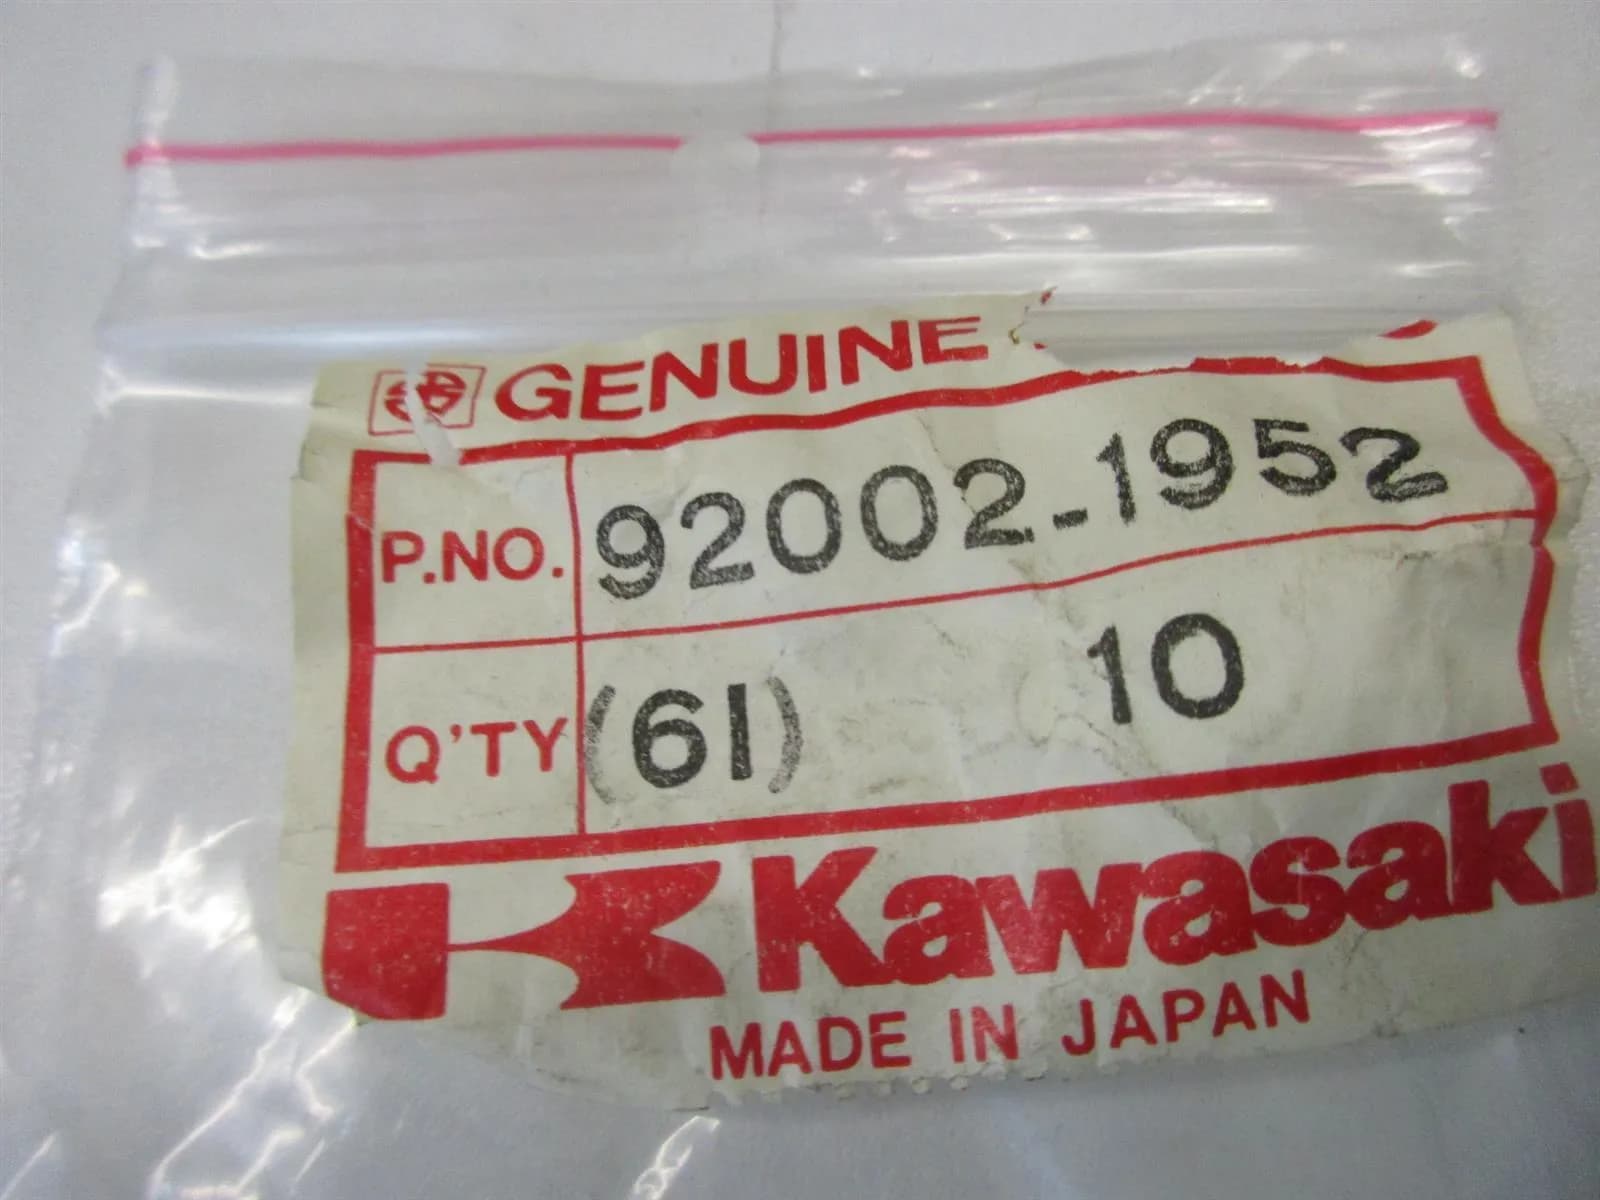 GENUINE
P.NO. 92002-1952
Q'TY (61) 10
Kawasaki
MADE IN JAPAN